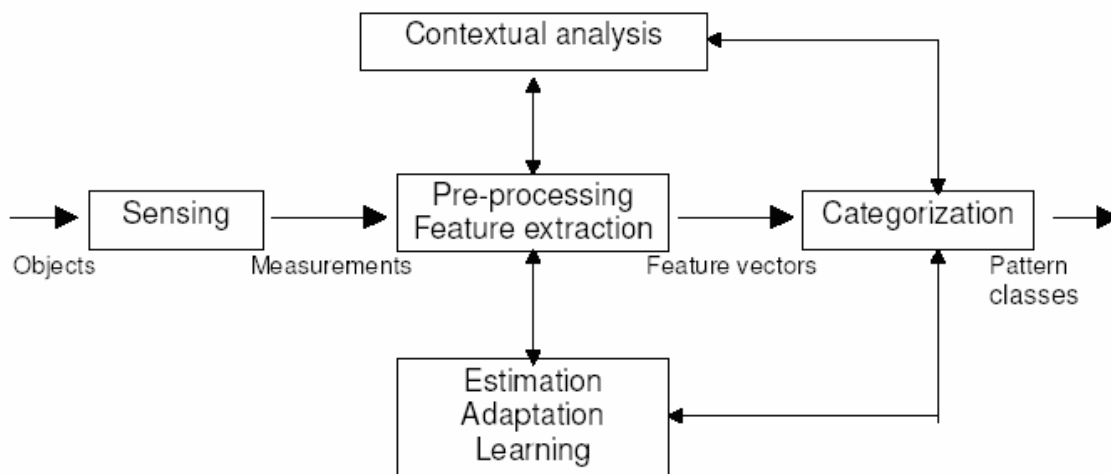 Contextual analysis
Sensing
Pre-processing
Feature extraction
Categorization
Objects
Measurements
Feature vectors
Pattern
classes
Estimation
Adaptation
Learning